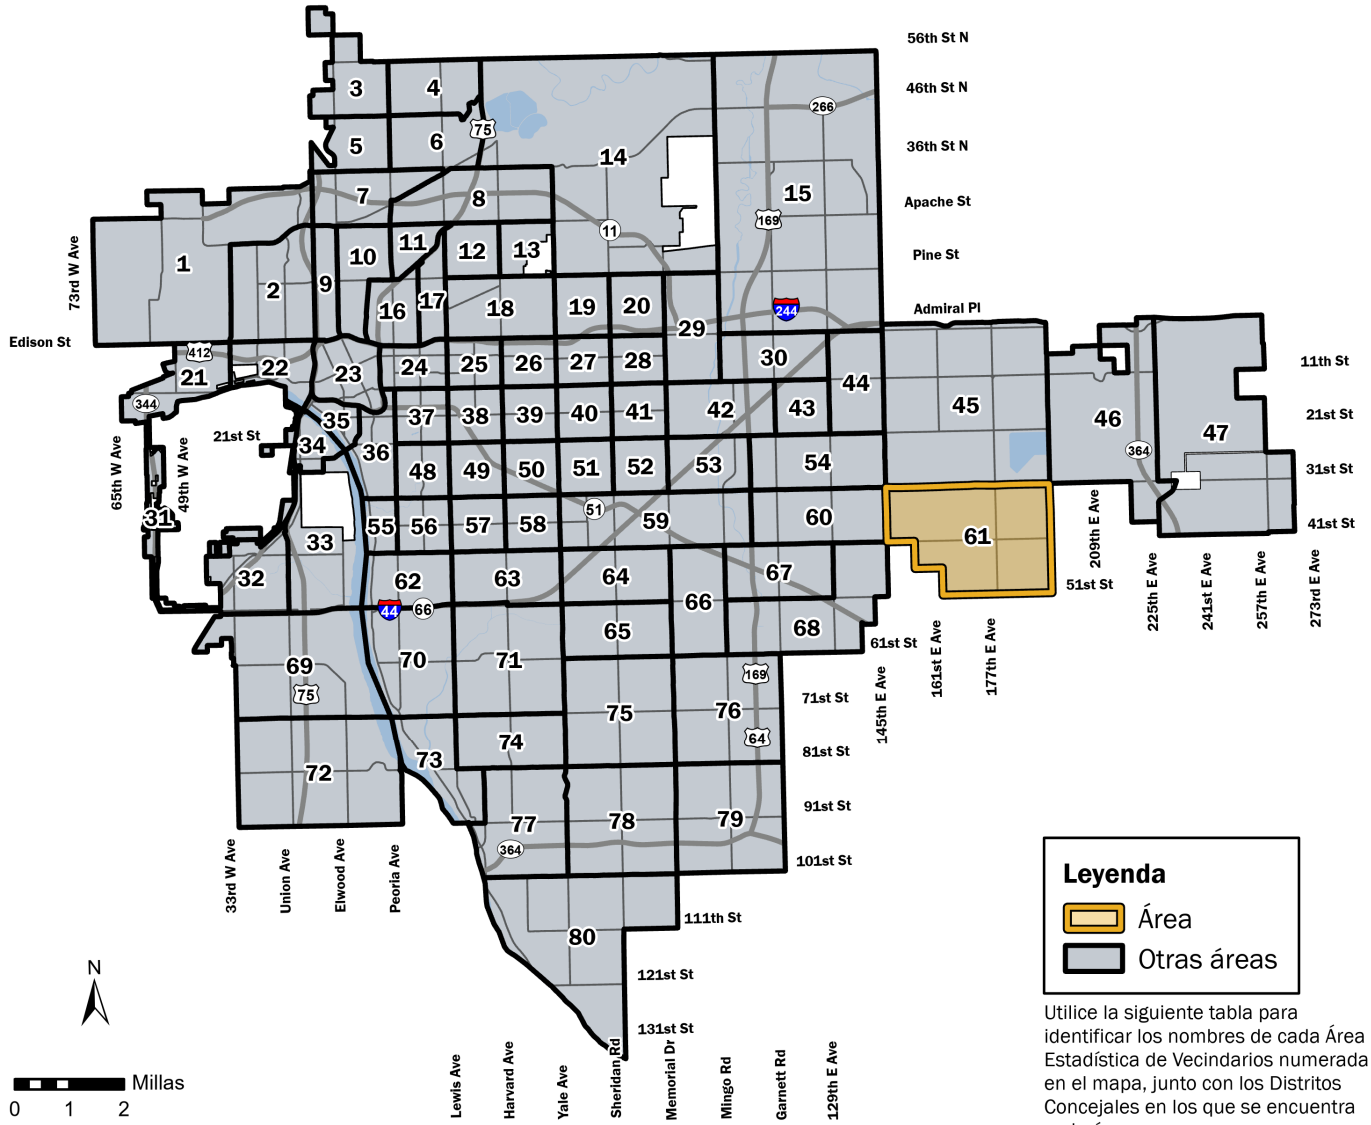 56th St N
46th St N
36th St N
Apache St
Pine St
Admiral Pl
11th St
21st St
31st St
41st St
51st St
61st St
71st St
81st St
91st St
101st St
111th St
121st St
131st St
73rd W Ave
Edison St
65th W Ave
49th W Ave
21st St
33rd W Ave
Union Ave
Elwood Ave
Peoria Ave
Lewis Ave
Harvard Ave
Yale Ave
Sheridan Rd
Memorial Dr
Mingo Rd
Garnett Rd
129th E Ave
145th E Ave
161st E Ave
177th E Ave
209th E Ave
225th E Ave
241st E Ave
257th E Ave
273rd E Ave
1
2
3
4
5
6
7
8
9
10
11
12
13
14
15
16
17
18
19
20
21
22
23
24
25
26
27
28
29
30
31
32
33
34
35
36
37
38
39
40
41
42
43
44
45
46
47
48
49
50
51
52
53
54
55
56
57
58
59
60
61
62
63
64
65
66
67
68
69
70
71
72
73
74
75
76
77
78
79
80
75
266
11
169
244
412
344
364
51
44
66
75
169
64
364
N
Millas
0 1 2
Leyenda
Área
Otras áreas
Utilice la siguiente tabla para
identificar los nombres de cada Área
Estadística de Vecindarios numerada
en el mapa, junto con los Distritos
Concejales en los que se encuentra